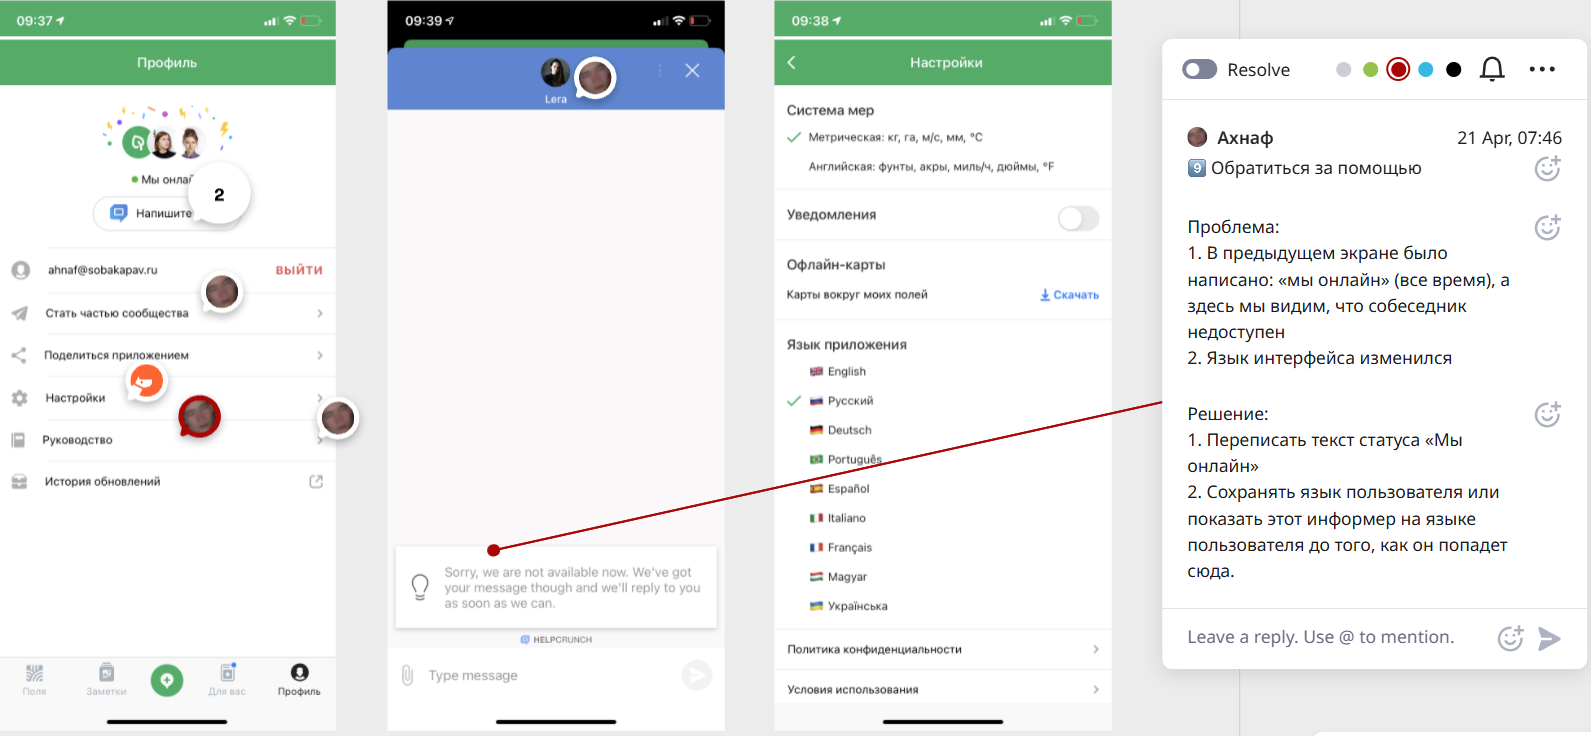 09:37
Профиль
Мы онлай
2
Напишите
ahnaf@sobakapav.ru
ВЫЙТИ
Стать частью сообщества
Поделиться приложением
Настройки
Руководство
История обновлений
Поля
Заметки
Для вас
Профиль
09:39
Lera
Sorry, we are not available now. We've got
your message though and we'll reply to you
as soon as we can.
HELPCRUNCH
Type message
09:38
Настройки
Система мер
Метрическая: кг, га, м/с, мм, °C
Английская: фунты, акры, миль/ч, дюймы, °F
Уведомления
Офлайн-карты
Карты вокруг моих полей
Скачать
Язык приложения
English
Русский
Deutsch
Português
Español
Italiano
Français
Magyar
Українська
Политика конфиденциальности
Условия использования
Resolve
Ахнаф
21 Apr, 07:46
9 Обратиться за помощью
Проблема:
1. В предыдущем экране было
написано: «мы онлайн» (все время), а
здесь мы видим, что собеседник
недоступен
2. Язык интерфейса изменился
Решение:
1. Переписать текст статуса «Мы
онлайн»
2. Сохранять язык пользователя или
показать этот информер на языке
пользователя до того, как он попадет
сюда.
Leave a reply. Use @ to mention.